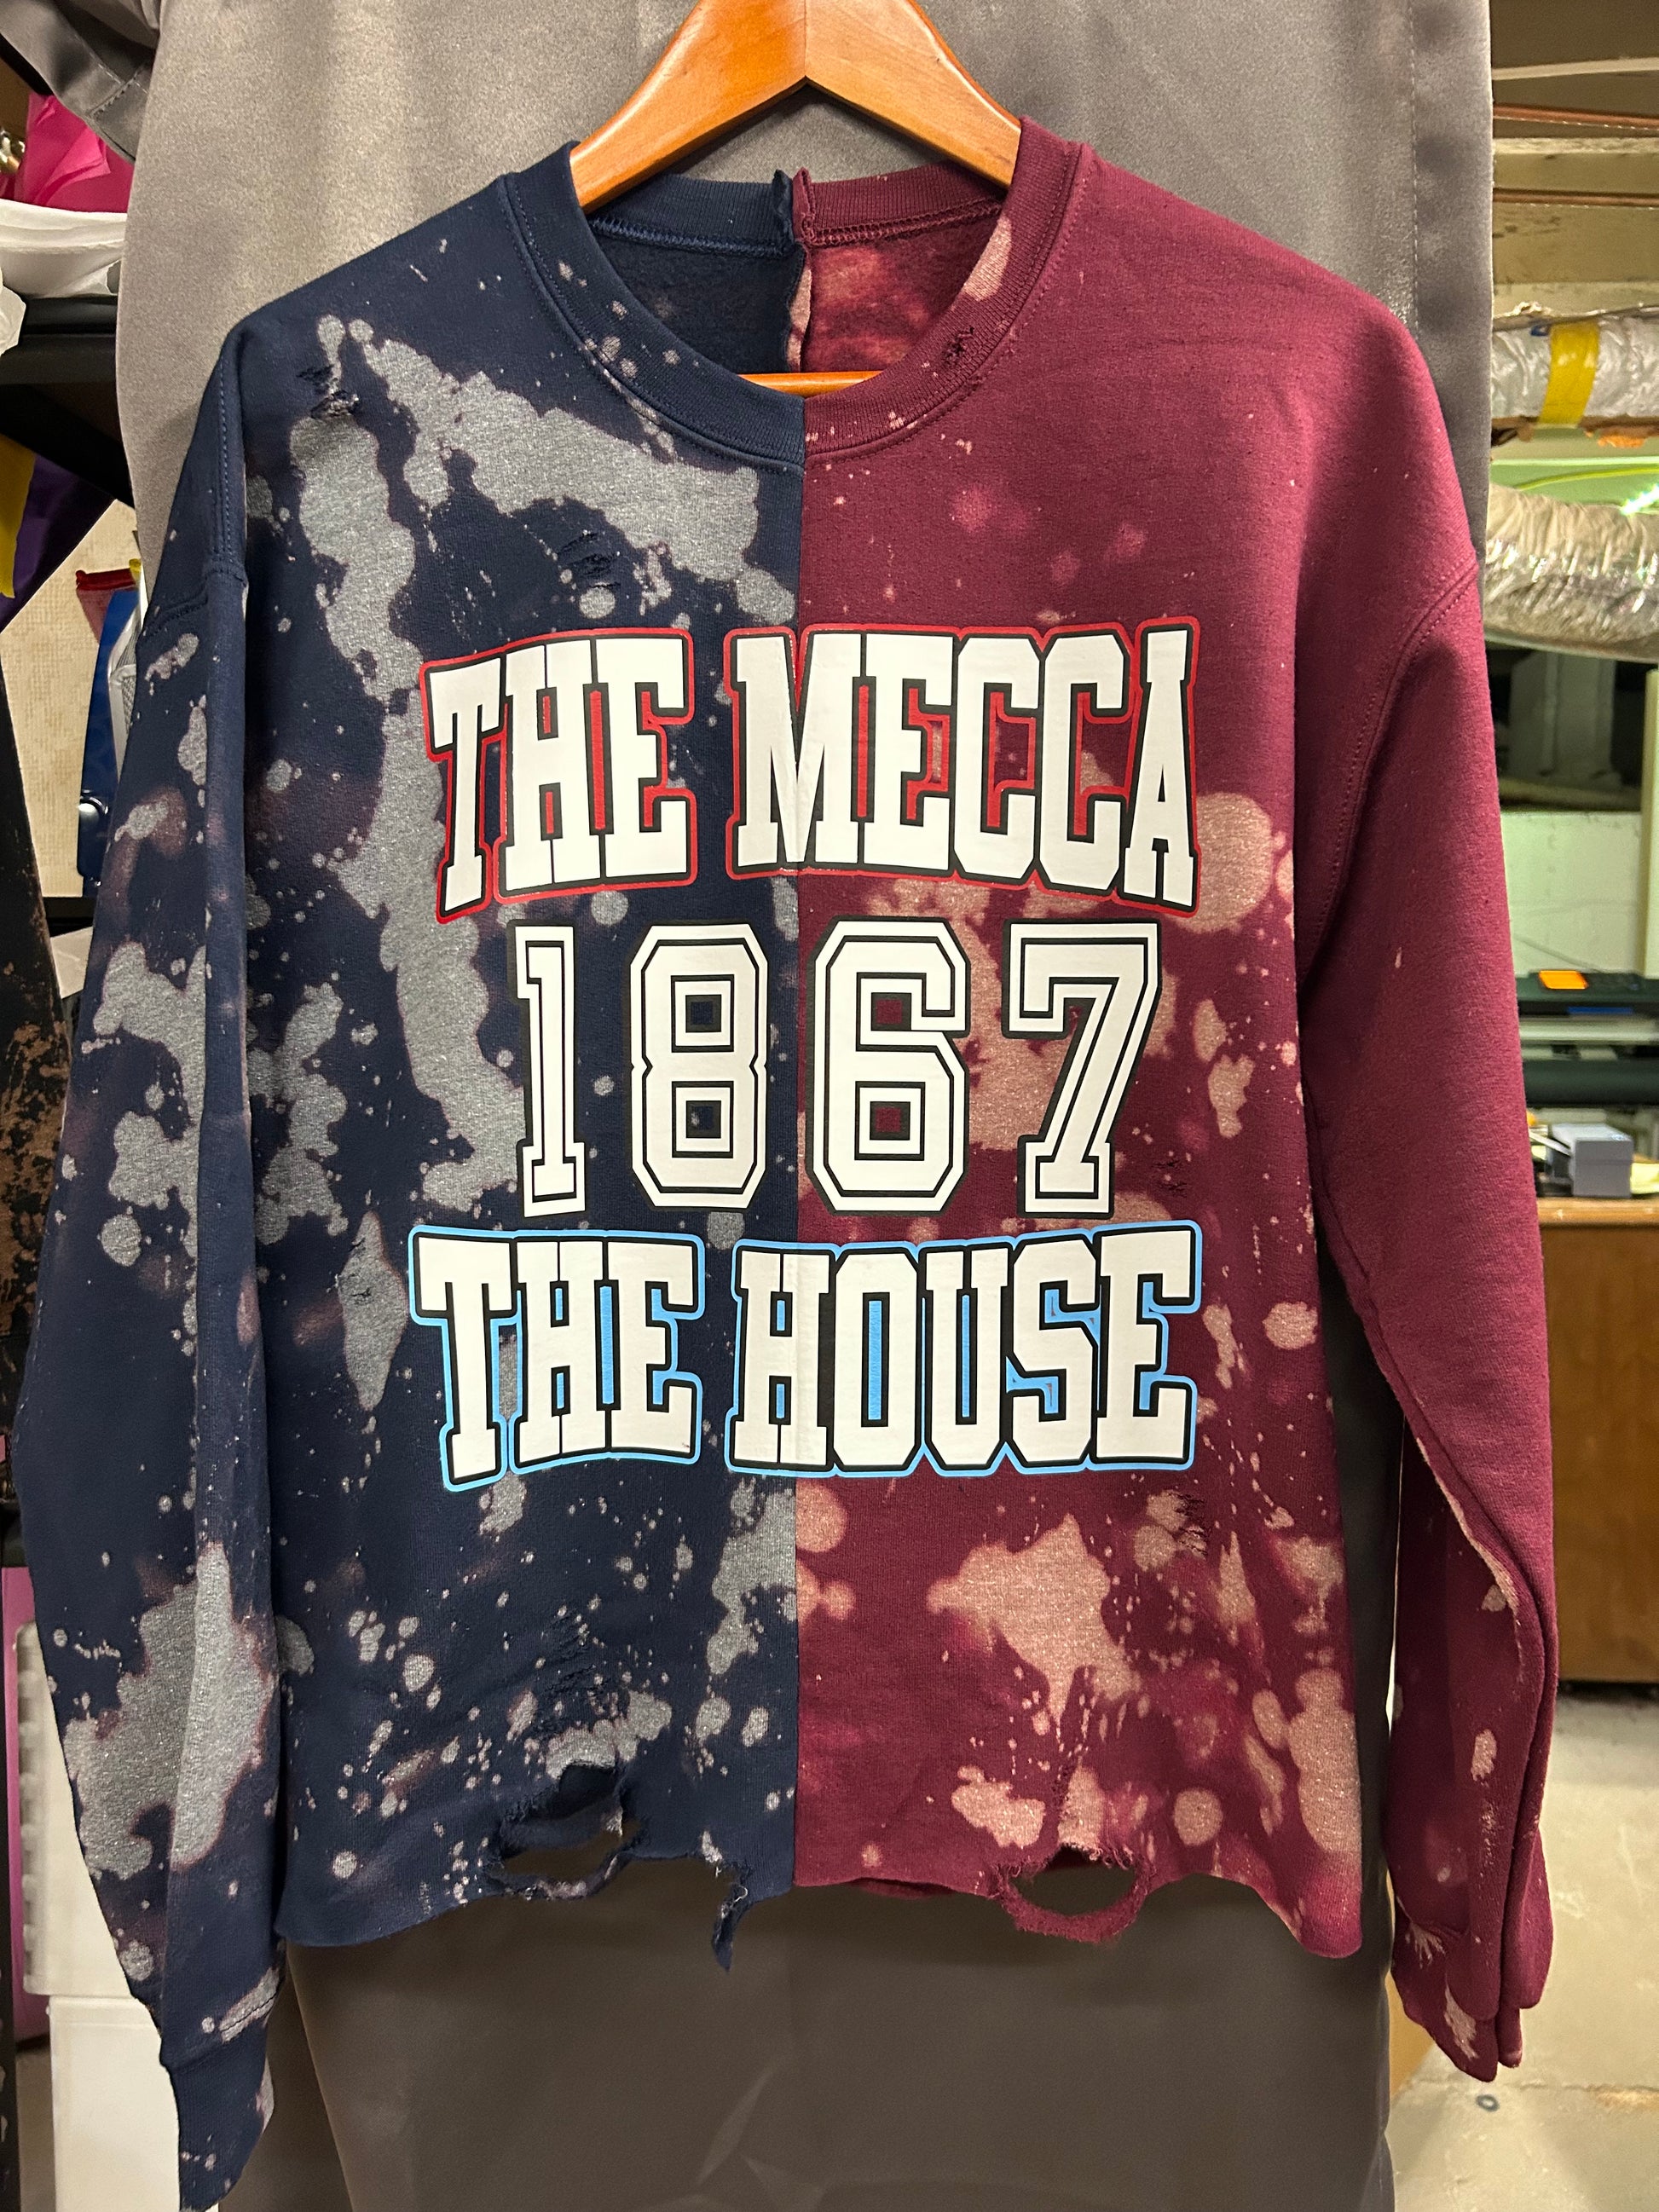 THE MECCA
1867
THE HOUSE